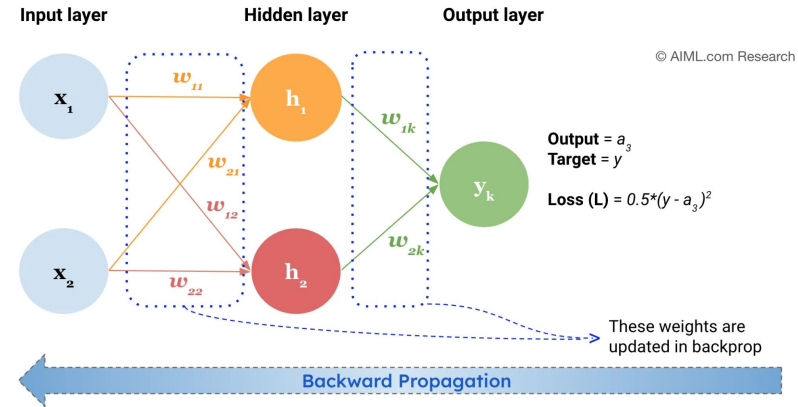 Input layer
Hidden layer
Output layer
© AIML.com Research
x₁
w₁₁
h₁
w₁ₖ
w₂₁
w₁₂
yₖ
Output = a₃
Target = y
Loss (L) = 0.5*(y - a₃)²
x₂
w₂₂
h₂
w₂ₖ
These weights are
updated in backprop
Backward Propagation